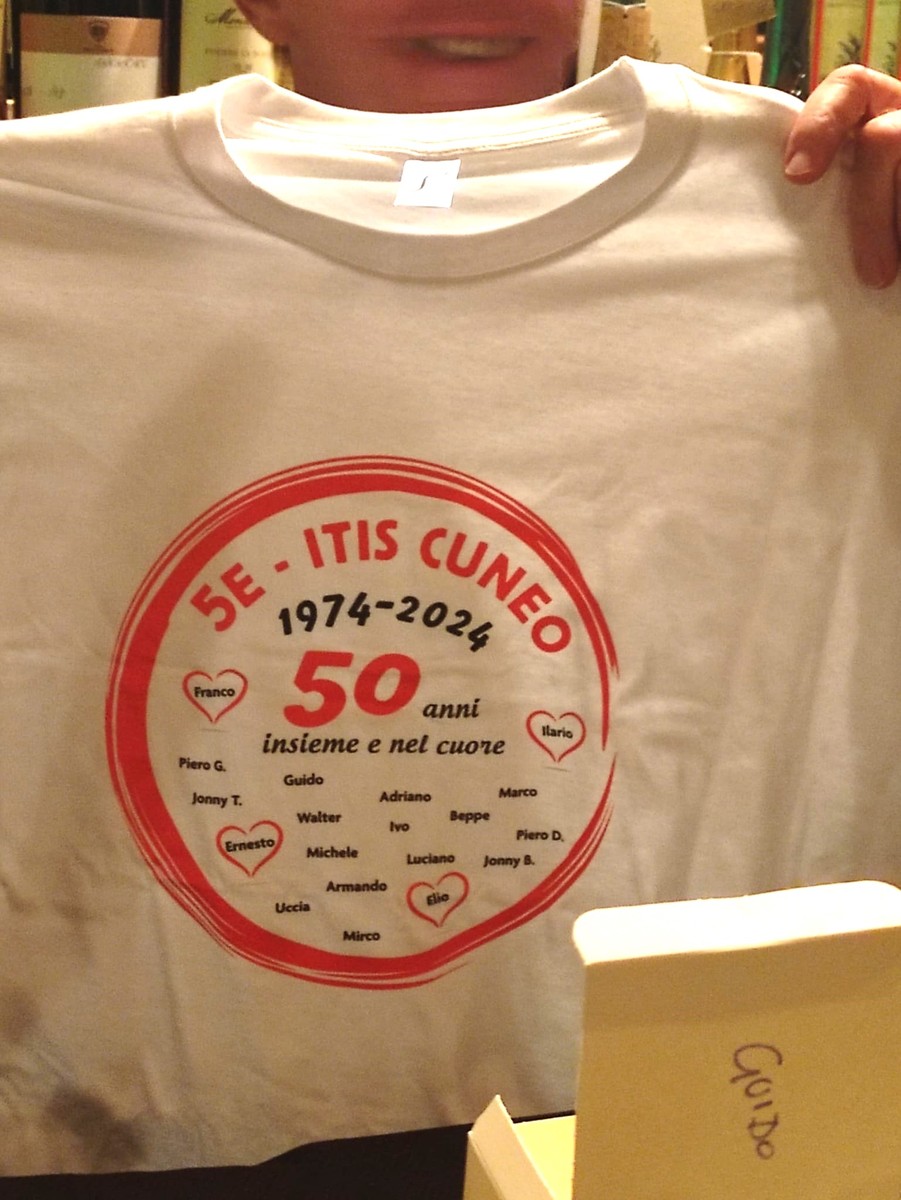 5E - ITIS CUNEO
1974-2024
50 anni
insieme e nel cuore
Franco
Ilario
Piero G.
Guido
Jonny T.
Adriano
Marco
Walter
Ivo
Beppe
Piero D.
Ernesto
Michele
Luciano
Jonny B.
Armando
Elio
Uccia
Mirco
GUIDO